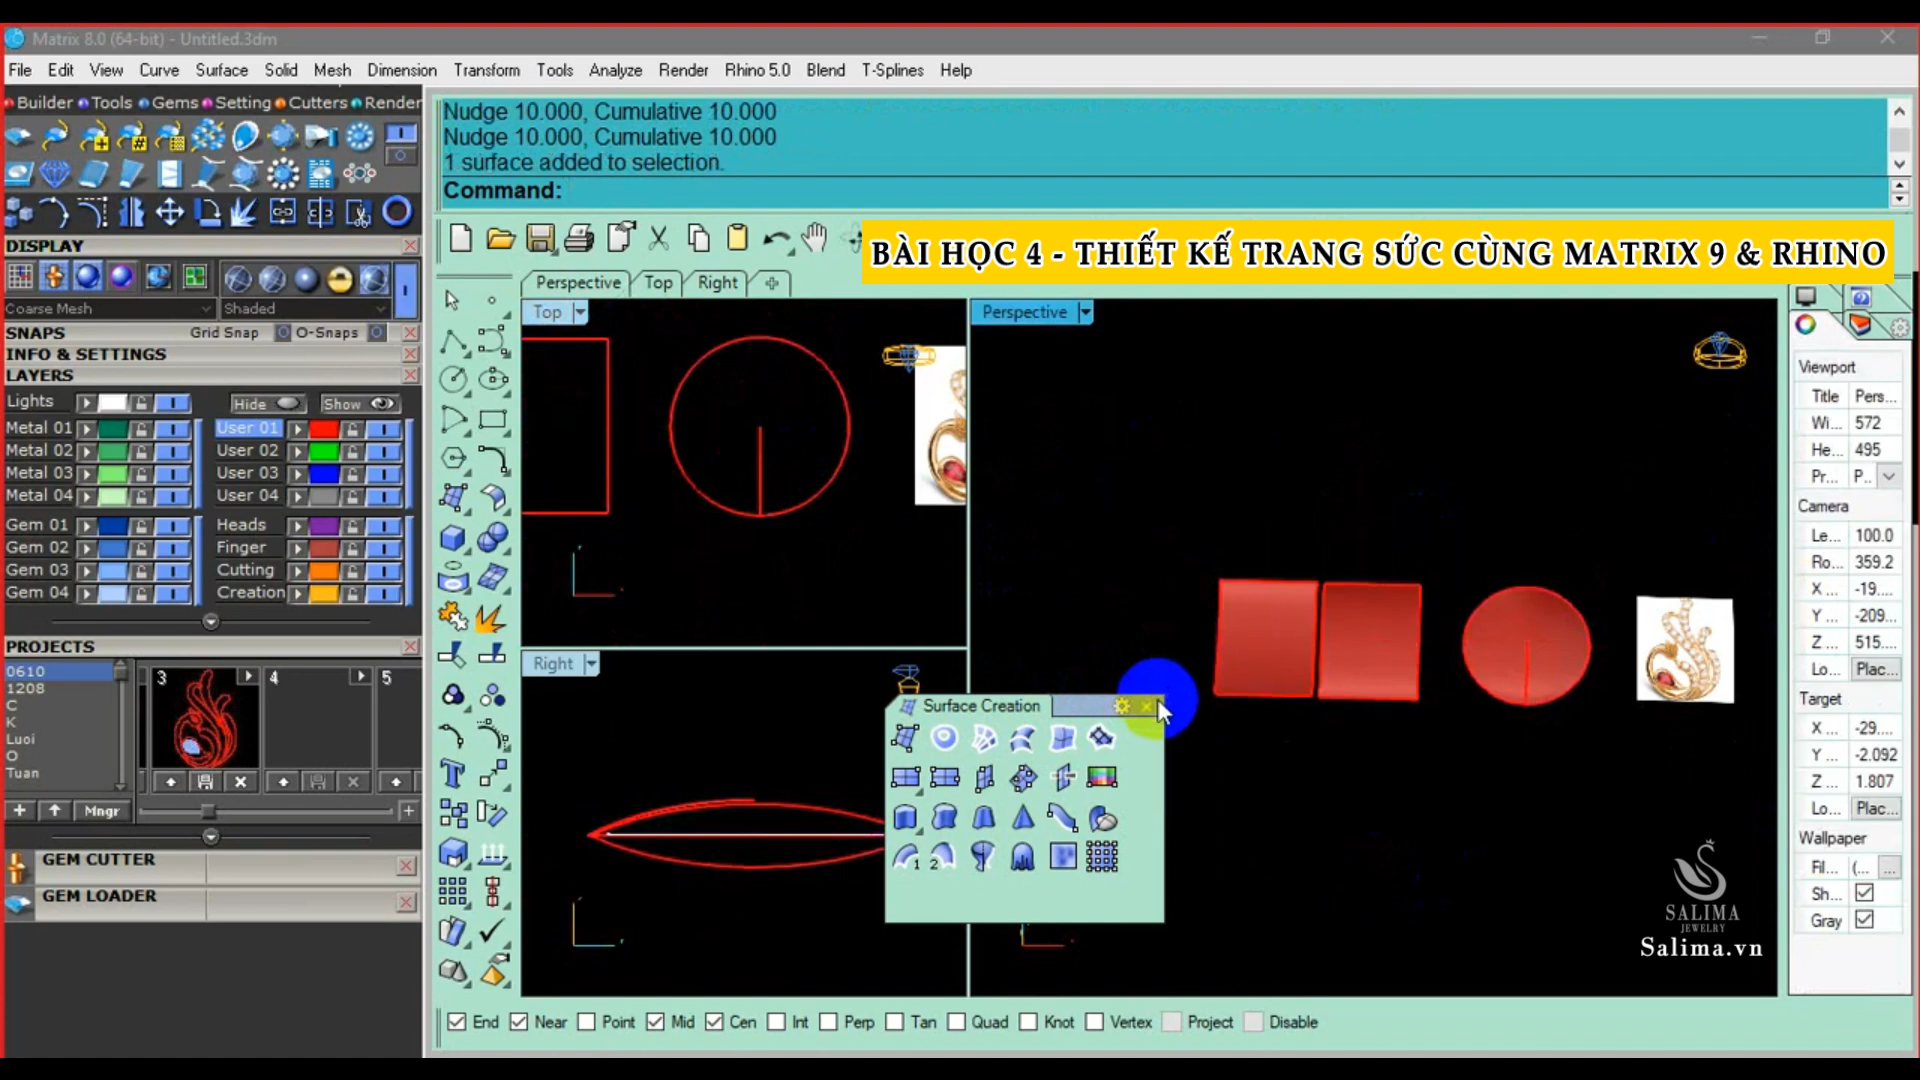 Matrix 8.0 (64-bit) - Untitled.3dm
File Edit View Curve Surface Solid Mesh Dimension Transform Tools Analyze Render Rhino 5.0 Blend T-Splines Help
Builder Tools Gems Setting Cutters Render
Nudge 10.000, Cumulative 10.000
Nudge 10.000, Cumulative 10.000
1 surface added to selection.
Command:
BÀI HỌC 4 - THIẾT KẾ TRANG SỨC CÙNG MATRIX 9 & RHINO
DISPLAY
Coarse Mesh Shaded
SNAPS Grid Snap O-Snaps
INFO & SETTINGS
LAYERS
Lights Hide Show
Metal 01 User 01
Metal 02 User 02
Metal 03 User 03
Metal 04 User 04
Gem 01 Heads
Gem 02 Finger
Gem 03 Cutting
Gem 04 Creation
PROJECTS
0610
1208
C
K
Luoi
O
Tuan
3 4 5
Mngr
GEM CUTTER
GEM LOADER
Perspective Top Right
Top
Perspective
Right
Surface Creation
1 2
Viewport
Title Pers...
Wi... 572
He... 495
Pr... P..
Camera
Le... 100.0
Ro... 359.2
X ... -19....
Y ... -209...
Z ... 515....
Lo... Plac...
Target
X ... -29....
Y ... -2.092
Z ... 1.807
Lo... Plac...
Wallpaper
Fil... (... ...
Sh...
Gray
SALIMA
JEWELRY
Salima.vn
End Near Point Mid Cen Int Perp Tan Quad Knot Vertex Project Disable